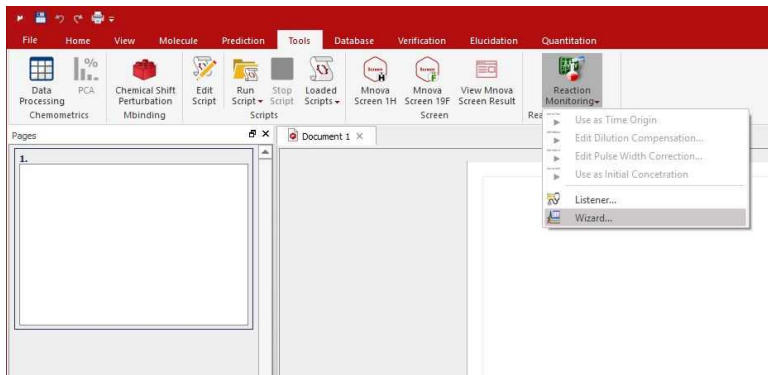 File Home View Molecule Prediction Tools Database Verification Elucidation Quantitation
Data Processing
PCA
Chemical Shift Perturbation
Edit Script
Run Script
Stop Script
Loaded Scripts
Mnova Screen 1H
Mnova Screen 19F
View Mnova Screen Result
Reaction Monitoring
Chemometrics
Mbinding
Scripts
Screen
Rea
Pages
Document 1
1.
Use as Time Origin
Edit Dilution Compensation...
Edit Pulse Width Correction...
Use as Initial Concetration
Listener...
Wizard...